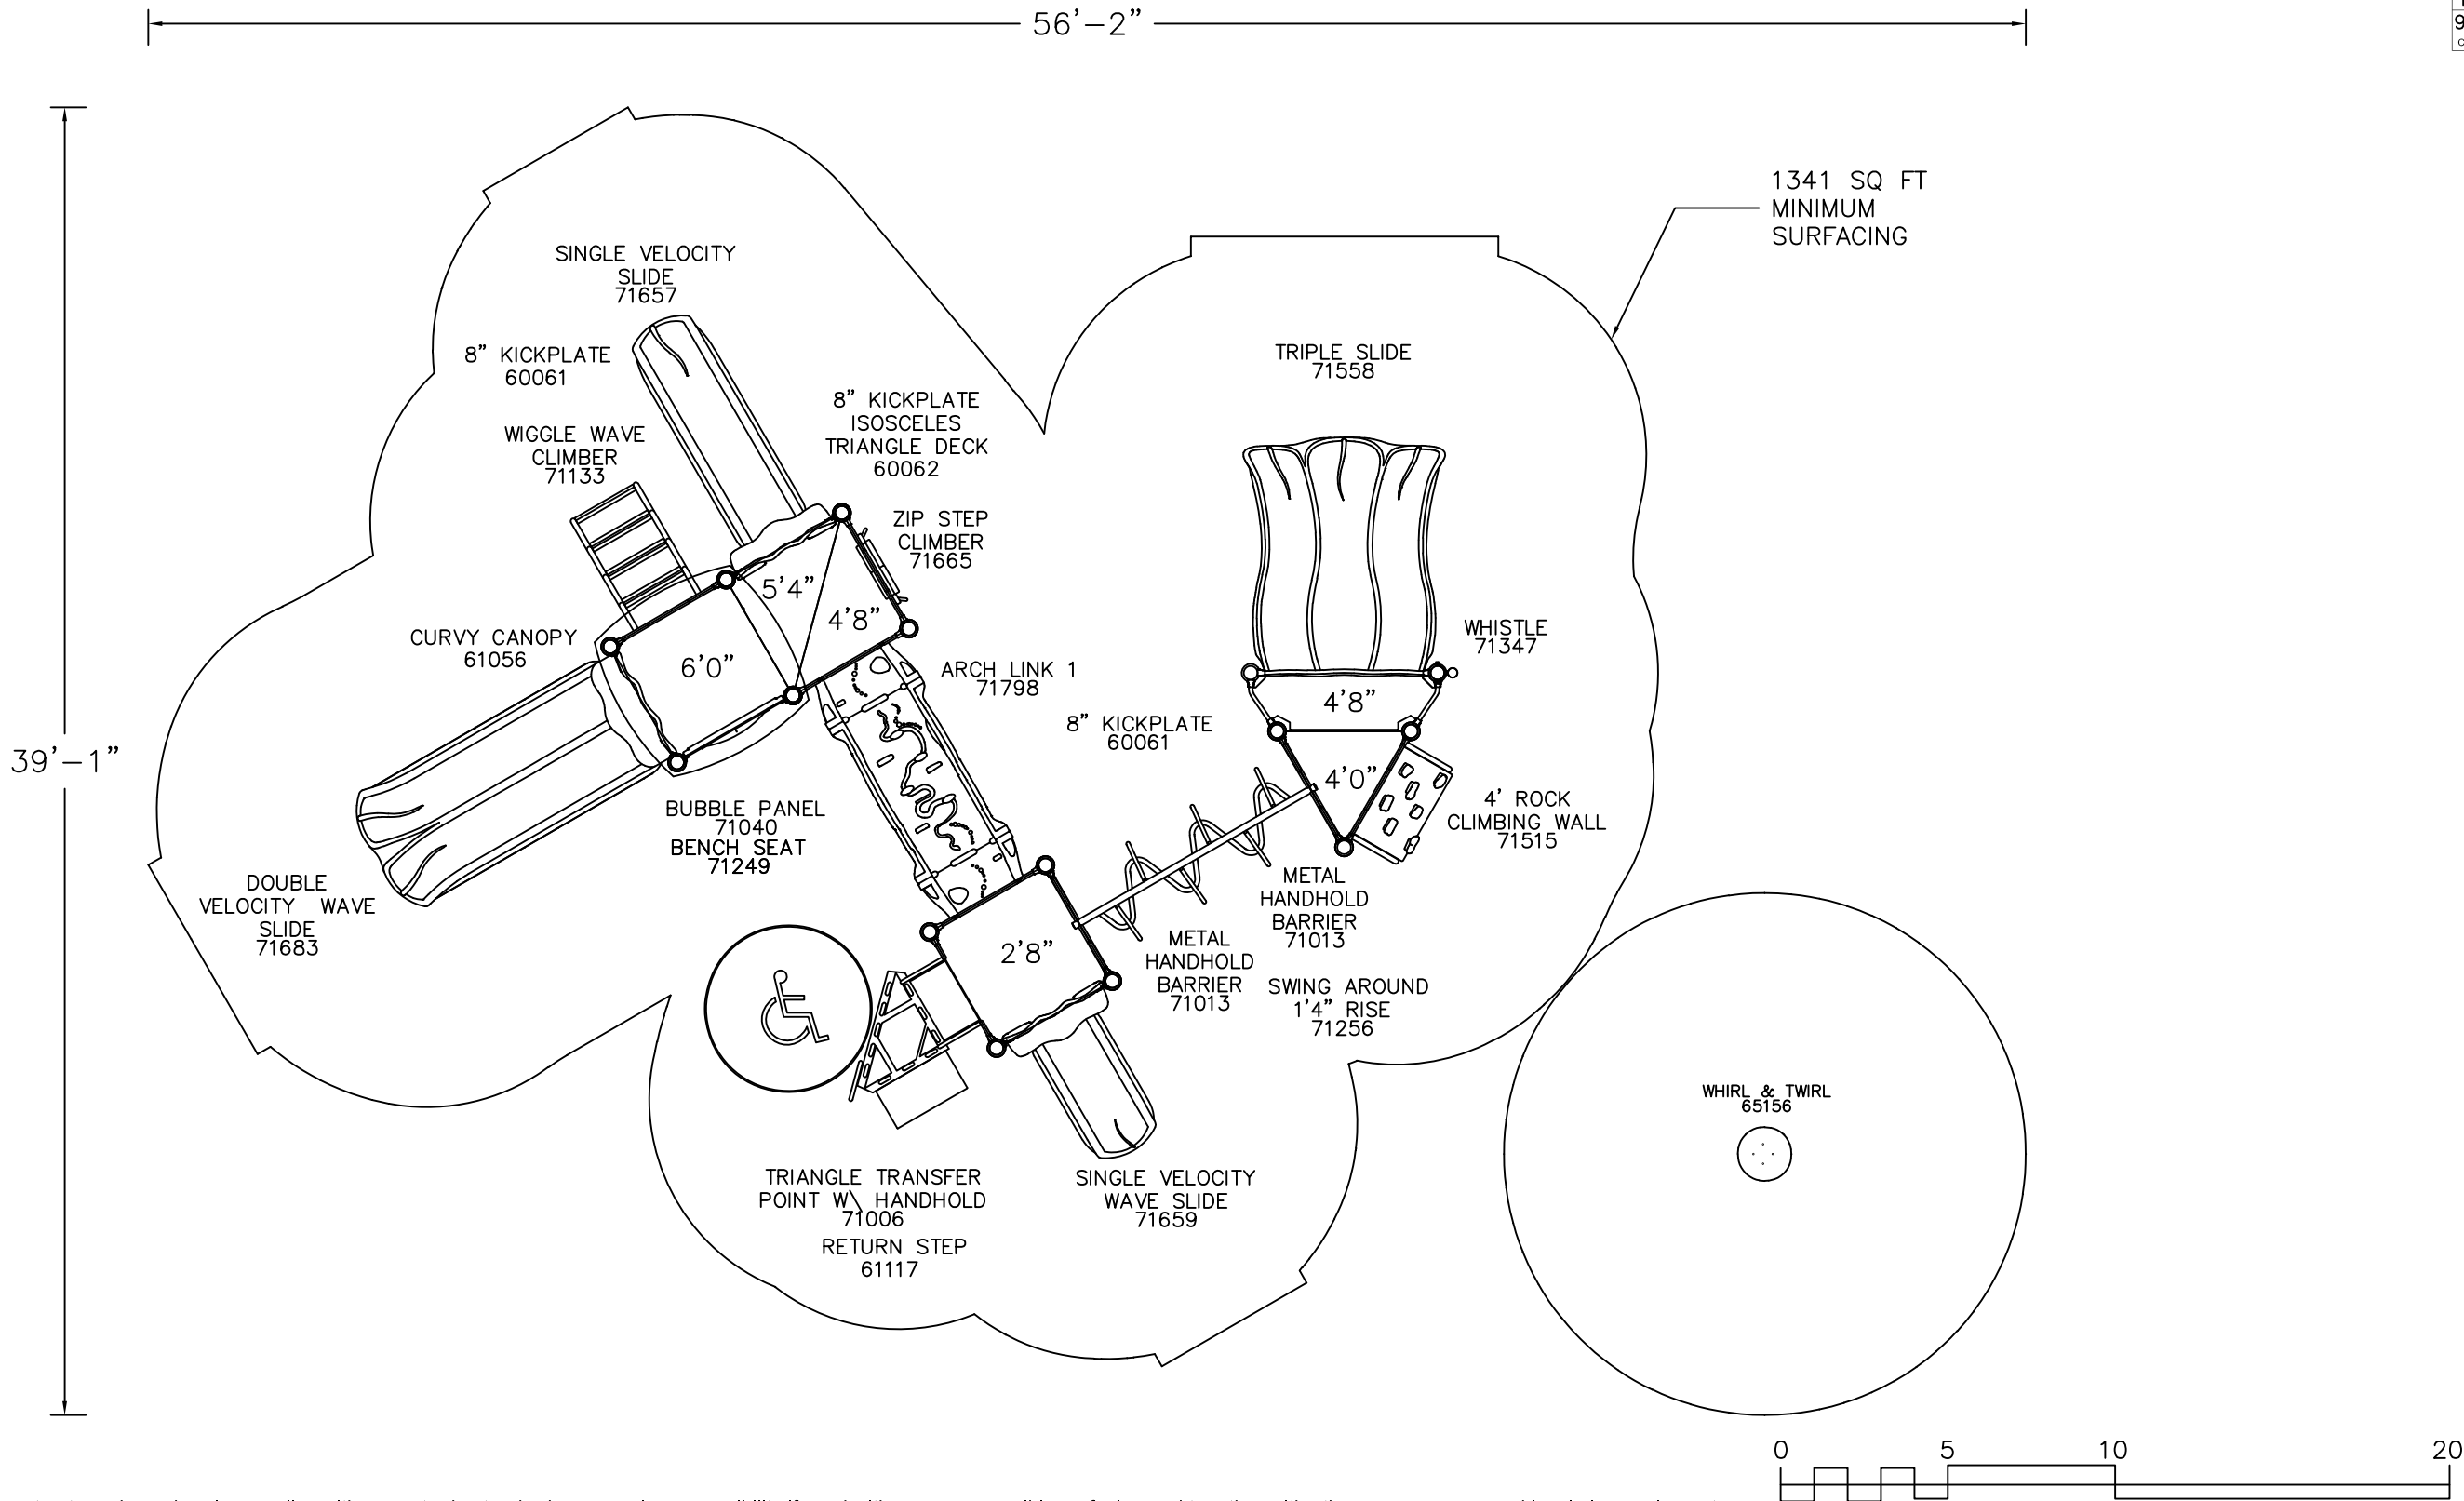 56'-2"
39'-1"
1341 SQ FT
MINIMUM
SURFACING
SINGLE VELOCITY
SLIDE
71657
8" KICKPLATE
60061
8" KICKPLATE
ISOSCELES
TRIANGLE DECK
60062
WIGGLE WAVE
CLIMBER
71133
ZIP STEP
CLIMBER
71665
5'4"
4'8"
6'0"
CURVY CANOPY
61056
ARCH LINK 1
71798
TRIPLE SLIDE
71558
WHISTLE
71347
4'8"
8" KICKPLATE
60061
4'0"
4' ROCK
CLIMBING WALL
71515
BUBBLE PANEL
71040
BENCH SEAT
71249
DOUBLE
VELOCITY WAVE
SLIDE
71683
METAL
HANDHOLD
BARRIER
71013
METAL
HANDHOLD
BARRIER
71013
2'8"
SWING AROUND
1'4" RISE
71256
WHIRL & TWIRL
65156
TRIANGLE TRANSFER
POINT W\ HANDHOLD
71006
RETURN STEP
61117
SINGLE VELOCITY
WAVE SLIDE
71659
0 5 10 20